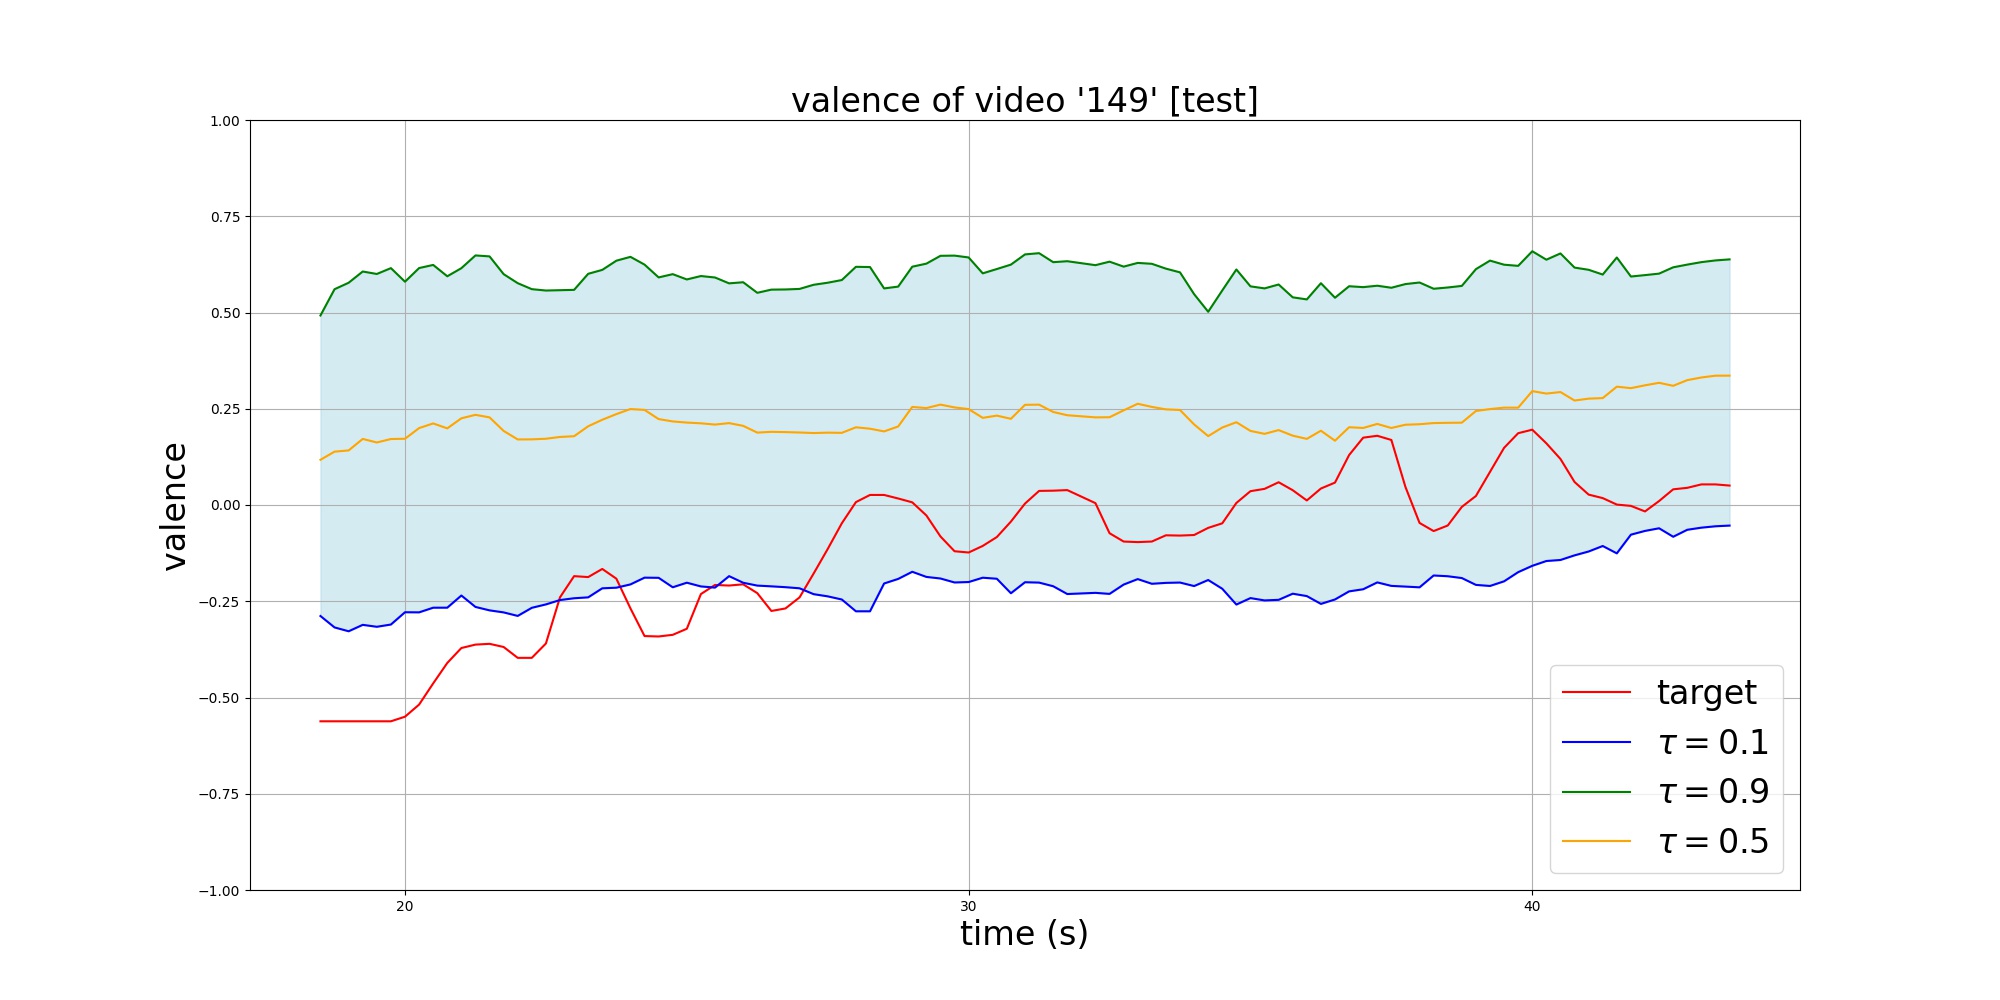 valence of video '149' [test]
1.00
0.75
0.50
0.25
0.00
−0.25
−0.50
−0.75
−1.00
valence
20 30 40
time (s)
target
τ = 0.1
τ = 0.9
τ = 0.5